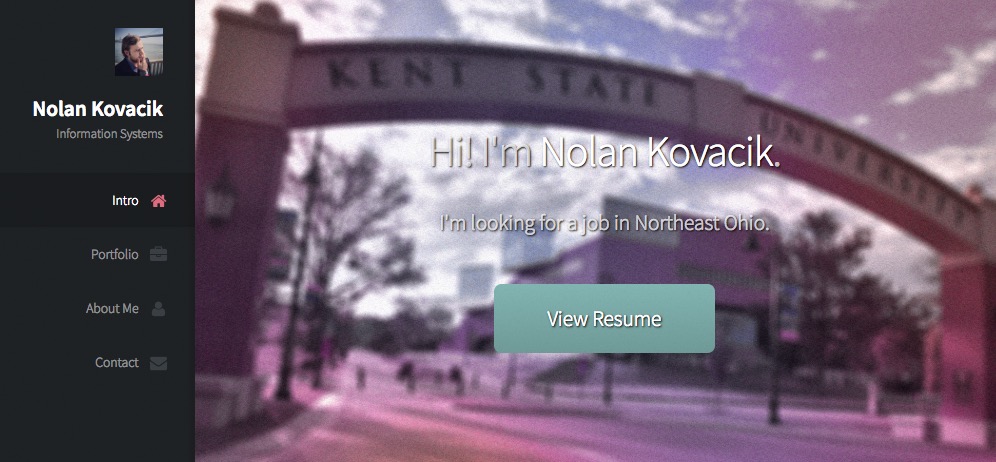 Nolan Kovacik
Information Systems
Intro
Portfolio
About Me
Contact
KENT STATE UNIVERSITY
Hi! I'm Nolan Kovacik.
I'm looking for a job in Northeast Ohio.
View Resume